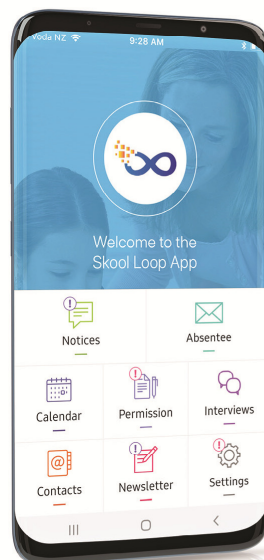 Voda NZ
9:28 AM
Welcome to the
Skool Loop App
Notices
Absentee
Calendar
Permission
Interviews
Contacts
Newsletter
Settings